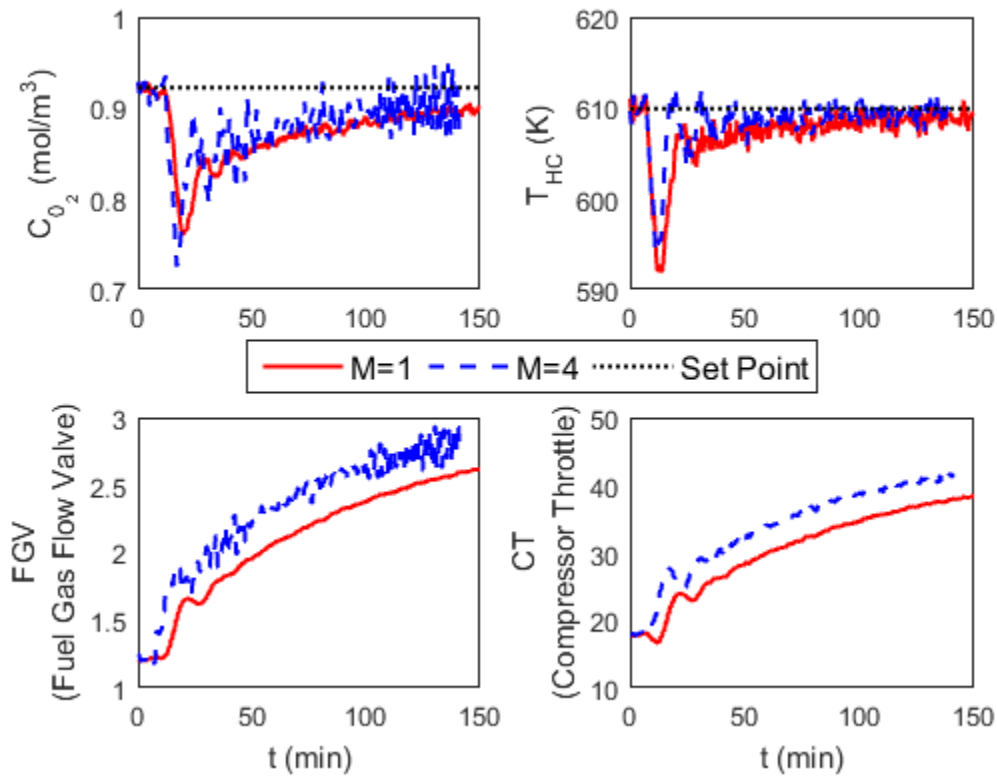 1
0.9
0.8
0.7
C_{0_2} (mol/m^3)
0 50 100 150
620
610
600
590
T_{HC} (K)
0 50 100 150
M=1 M=4 Set Point
3
2.5
2
1.5
1
FGV
(Fuel Gas Flow Valve)
0 50 100 150
t (min)
50
40
30
20
10
CT
(Compressor Throttle)
0 50 100 150
t (min)